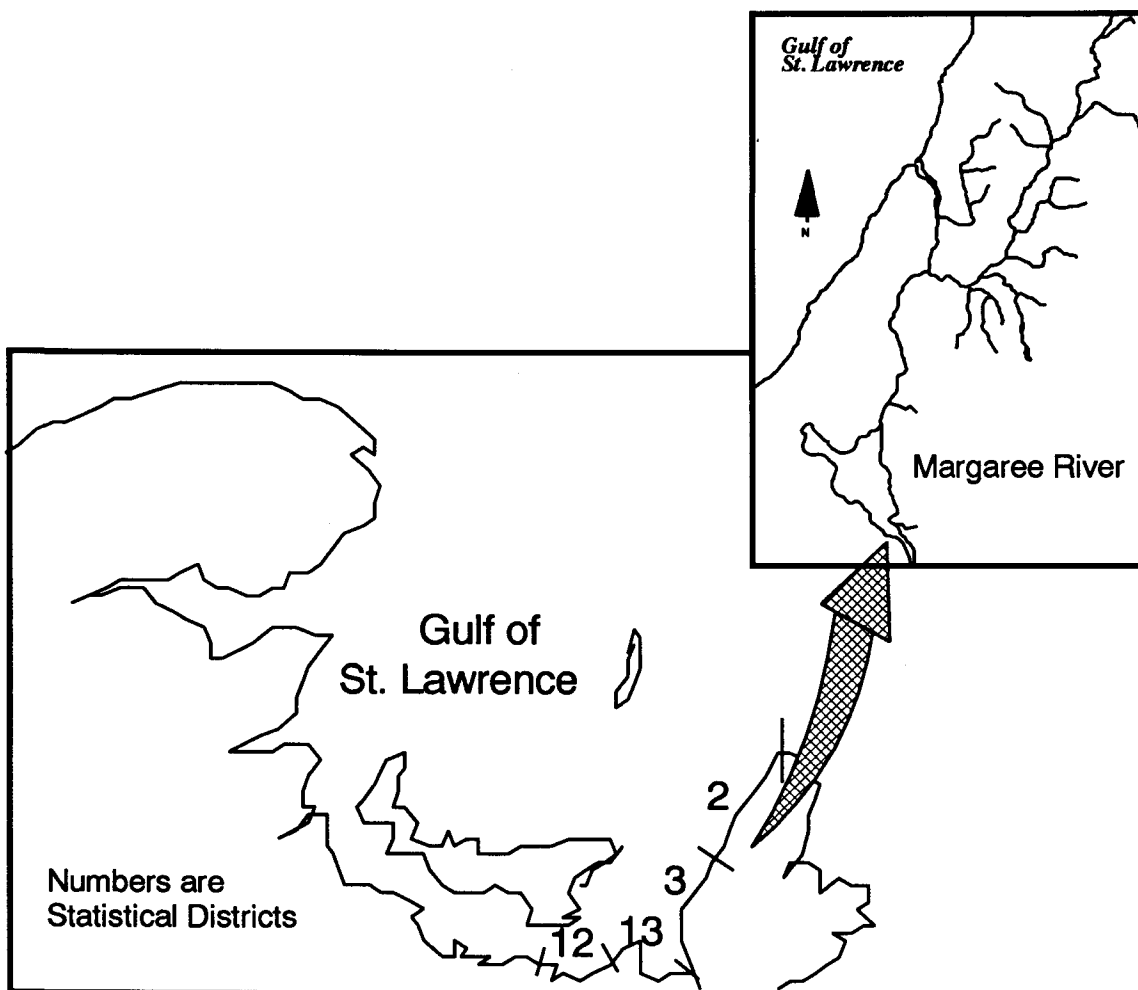 Gulf of
St. Lawrence
N
Margaree River
Gulf of
St. Lawrence
2
3
13
12
Numbers are
Statistical Districts